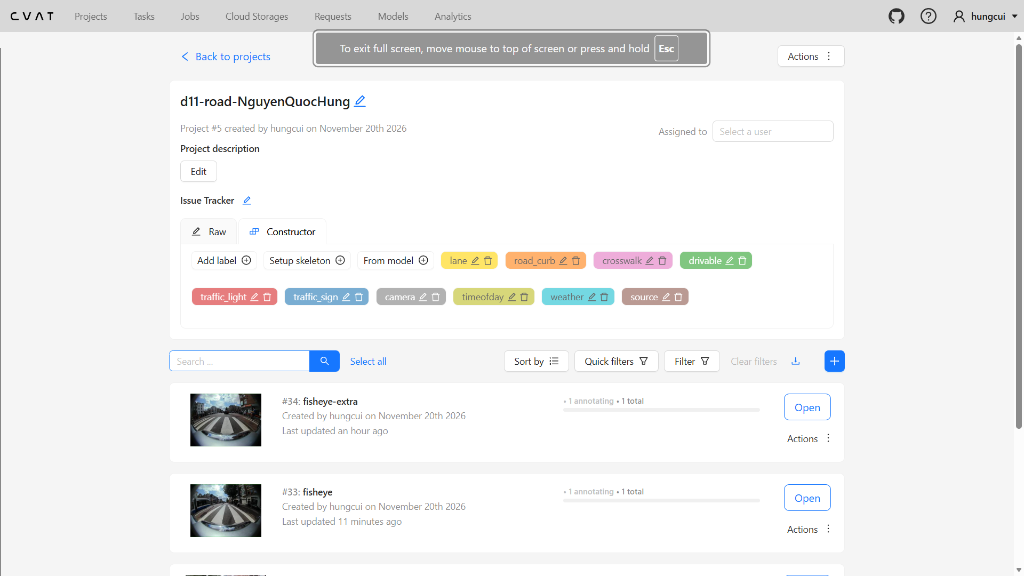 CVAT Projects Tasks Jobs Cloud Storages Requests Models Analytics hungcui
To exit full screen, move mouse to top of screen or press and hold Esc
Back to projects Actions
d11-road-NguyenQuocHung
Project #5 created by hungcui on November 20th 2026
Assigned to Select a user
Project description
Edit
Issue Tracker
Raw Constructor
Add label Setup skeleton From model lane road_curb crosswalk drivable
traffic_light traffic_sign camera timeofday weather source
Search ... Select all Sort by Quick filters Filter Clear filters
#34: fisheye-extra
Created by hungcui on November 20th 2026
Last updated an hour ago
• 1 annotating • 1 total
Open
Actions
#33: fisheye
Created by hungcui on November 20th 2026
Last updated 11 minutes ago
• 1 annotating • 1 total
Open
Actions